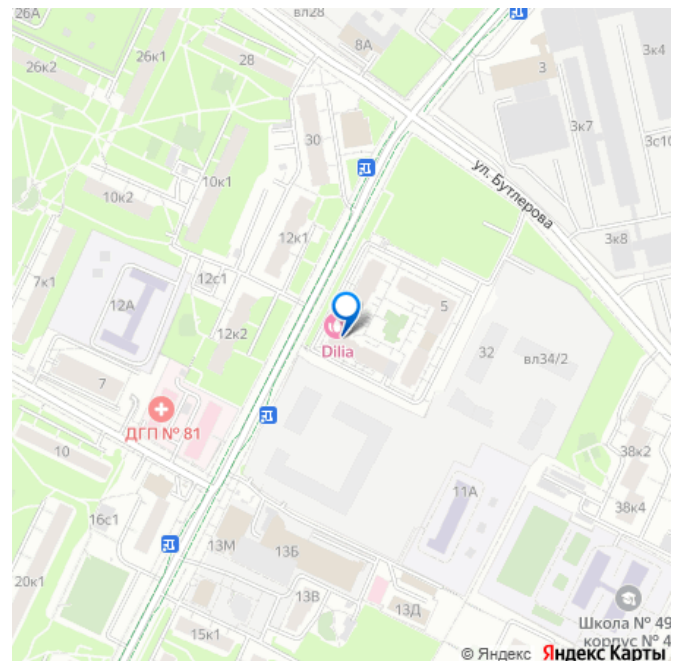 26А
вл28
8А
26к2
26к1
28
3
3к4
30
3к7
3с10
10к1
ул. Бутлерова
10к2
12к1
3к8
7к1
12с1
12А
5
12к2
Dilia
32
вл34/2
7
ДГП № 81
10
38к2
11А
38к4
16с1
13М
13Б
20к1
13В
13Д
Школа № 49
корпус № 4
15к1
© Яндекс Яндекс Карты